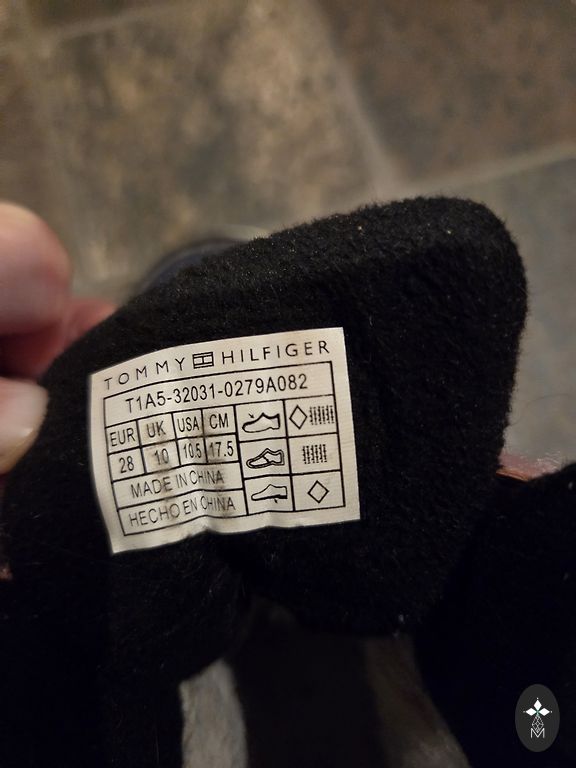 TOMMY HILFIGER
T1A5-32031-0279A082
EUR UK USA CM
28 10 10.5 17.5
MADE IN CHINA
HECHO EN CHINA
M